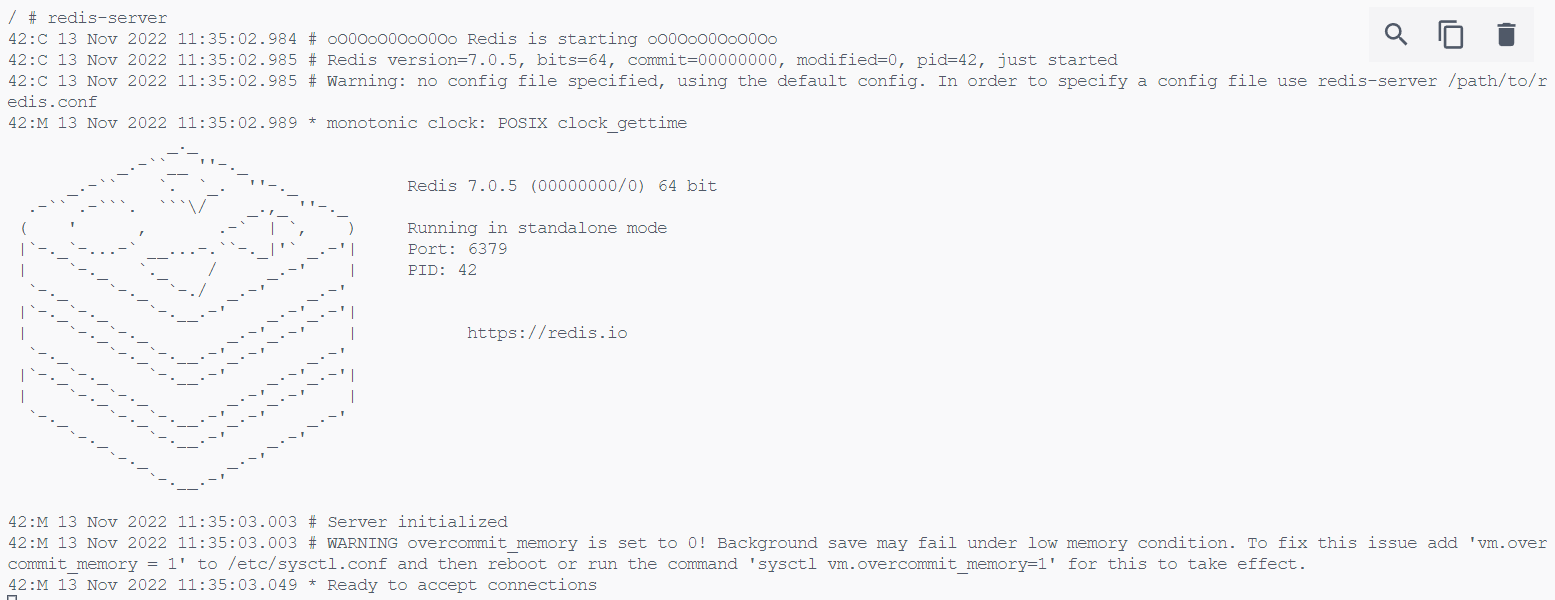 / # redis-server
42:C 13 Nov 2022 11:35:02.984 # oO0OoO0OoO0Oo Redis is starting oO0OoO0OoO0Oo
42:C 13 Nov 2022 11:35:02.985 # Redis version=7.0.5, bits=64, commit=00000000, modified=0, pid=42, just started
42:C 13 Nov 2022 11:35:02.985 # Warning: no config file specified, using the default config. In order to specify a config file use redis-server /path/to/r
edis.conf
42:M 13 Nov 2022 11:35:02.989 * monotonic clock: POSIX clock_gettime
Redis 7.0.5 (00000000/0) 64 bit
Running in standalone mode
Port: 6379
PID: 42
https://redis.io
42:M 13 Nov 2022 11:35:03.003 # Server initialized
42:M 13 Nov 2022 11:35:03.003 # WARNING overcommit_memory is set to 0! Background save may fail under low memory condition. To fix this issue add 'vm.over
commit_memory = 1' to /etc/sysctl.conf and then reboot or run the command 'sysctl vm.overcommit_memory=1' for this to take effect.
42:M 13 Nov 2022 11:35:03.049 * Ready to accept connections